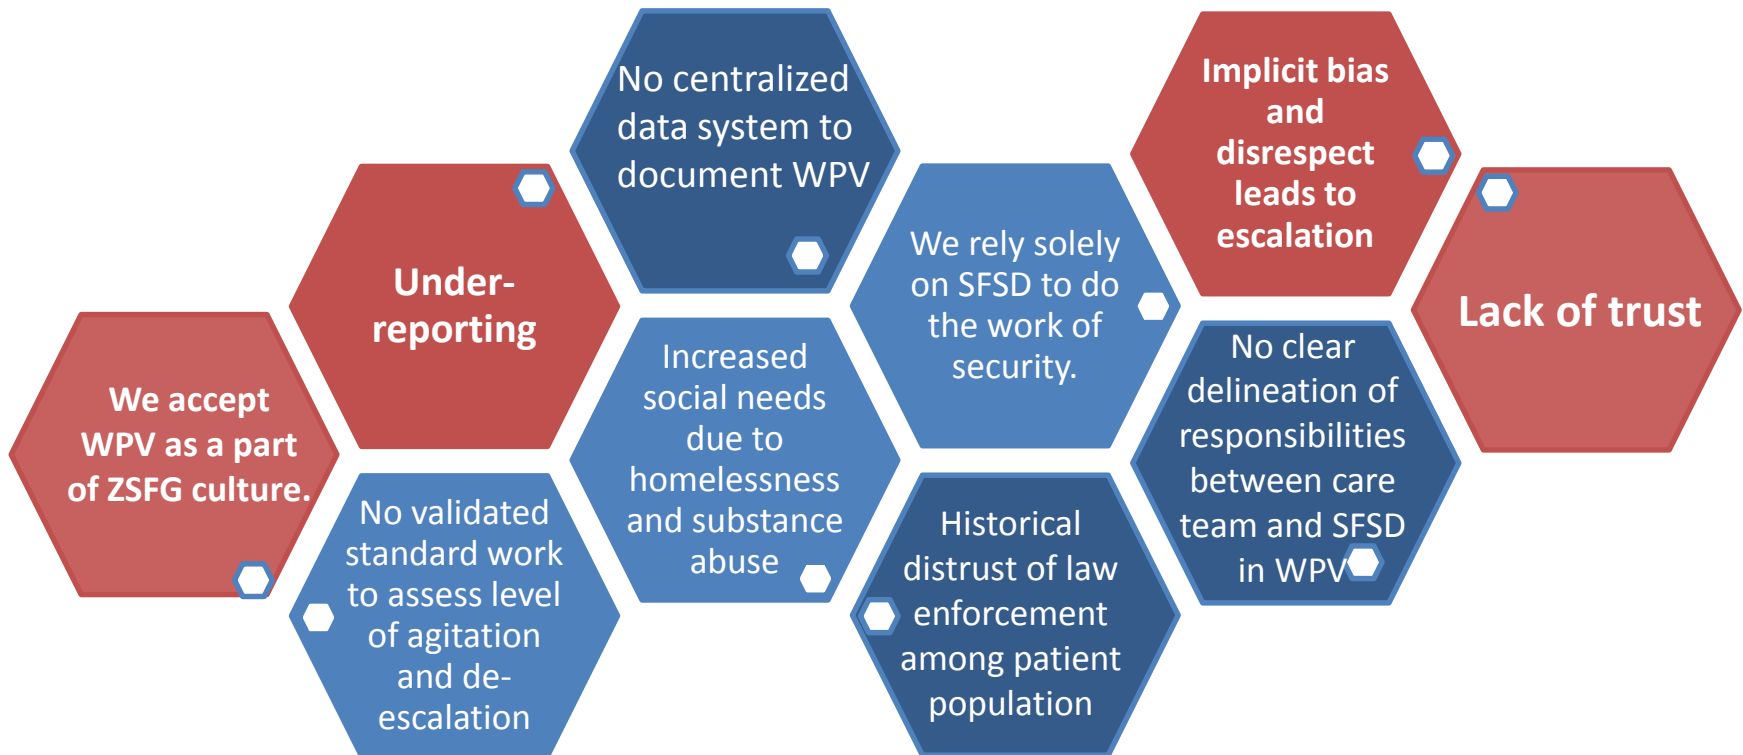 We accept
WPV as a part
of ZSFG culture.
Under-
reporting
No validated
standard work
to assess level
of agitation
and de-
escalation
No centralized
data system to
document WPV
Increased
social needs
due to
homelessness
and substance
abuse
We rely solely
on SFSD to do
the work of
security.
Historical
distrust of law
enforcement
among patient
population
Implicit bias
and
disrespect
leads to
escalation
No clear
delineation of
responsibilities
between care
team and SFSD
in WPV
Lack of trust